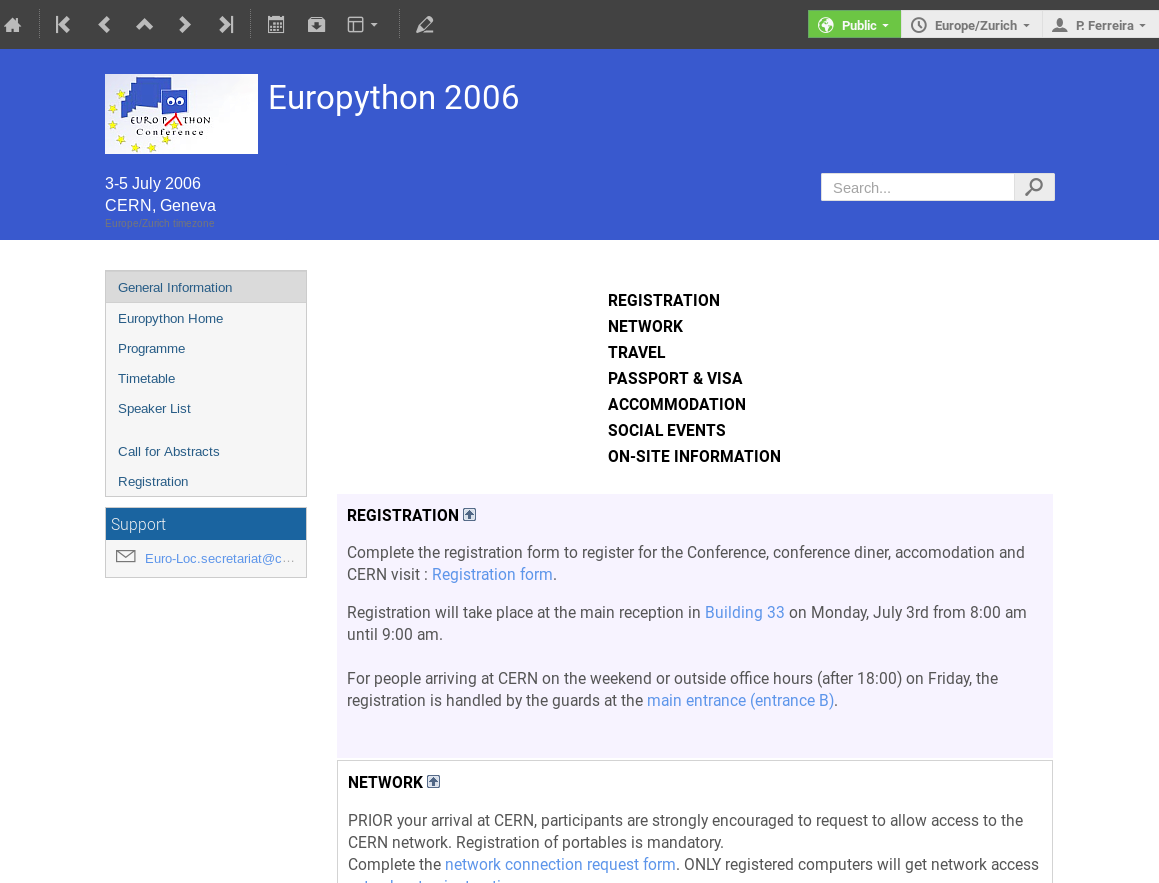 Public
Europe/Zurich
P. Ferreira
EURO PYTHON
Conference
Europython 2006
3-5 July 2006
CERN, Geneva
Europe/Zurich timezone
Search...
General Information
Europython Home
Programme
Timetable
Speaker List
Call for Abstracts
Registration
Support
Euro-Loc.secretariat@c...
REGISTRATION
NETWORK
TRAVEL
PASSPORT & VISA
ACCOMMODATION
SOCIAL EVENTS
ON-SITE INFORMATION
REGISTRATION
Complete the registration form to register for the Conference, conference diner, accomodation and
CERN visit : Registration form.
Registration will take place at the main reception in Building 33 on Monday, July 3rd from 8:00 am
until 9:00 am.
For people arriving at CERN on the weekend or outside office hours (after 18:00) on Friday, the
registration is handled by the guards at the main entrance (entrance B).
NETWORK
PRIOR your arrival at CERN, participants are strongly encouraged to request to allow access to the
CERN network. Registration of portables is mandatory.
Complete the network connection request form. ONLY registered computers will get network access